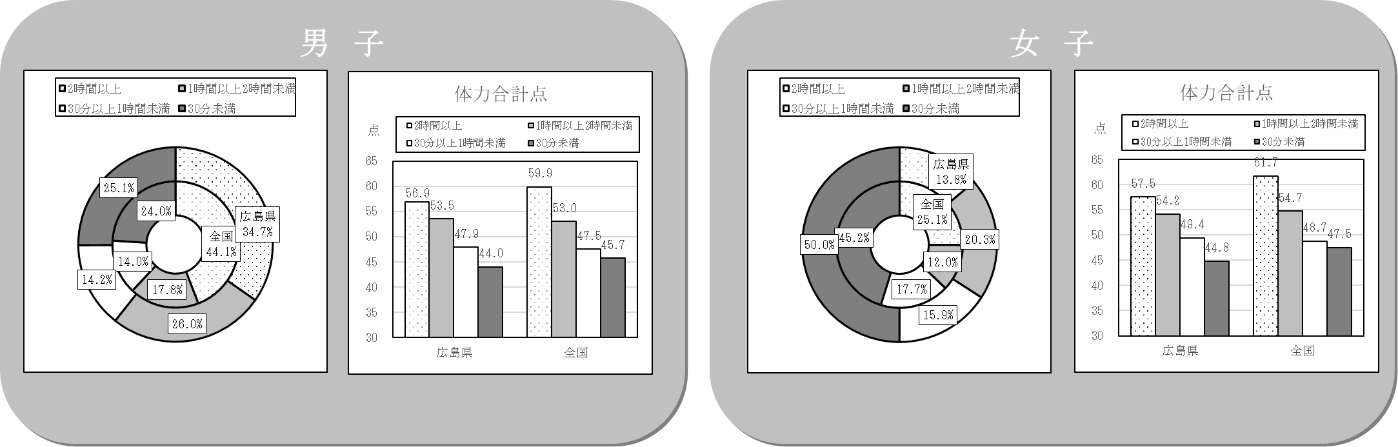 男 子
2時間以上
1時間以上2時間未満
30分以上1時間未満
30分未満
25.1%
24.0%
広島県
34.7%
全国
44.1%
14.0%
14.2%
17.8%
26.0%
体力合計点
点
2時間以上
1時間以上2時間未満
30分以上1時間未満
30分未満
65
60
55
50
45
40
35
30
56.9
53.5
47.9
44.0
59.9
53.0
47.5
45.7
広島県
全国
女 子
2時間以上
1時間以上2時間未満
30分以上1時間未満
30分未満
広島県
13.8%
全国
25.1%
50.0%
45.2%
20.3%
12.0%
17.7%
15.9%
体力合計点
点
2時間以上
1時間以上2時間未満
30分以上1時間未満
30分未満
65
60
55
50
45
40
35
30
57.5
54.2
49.4
44.8
61.7
54.7
48.7
47.5
広島県
全国